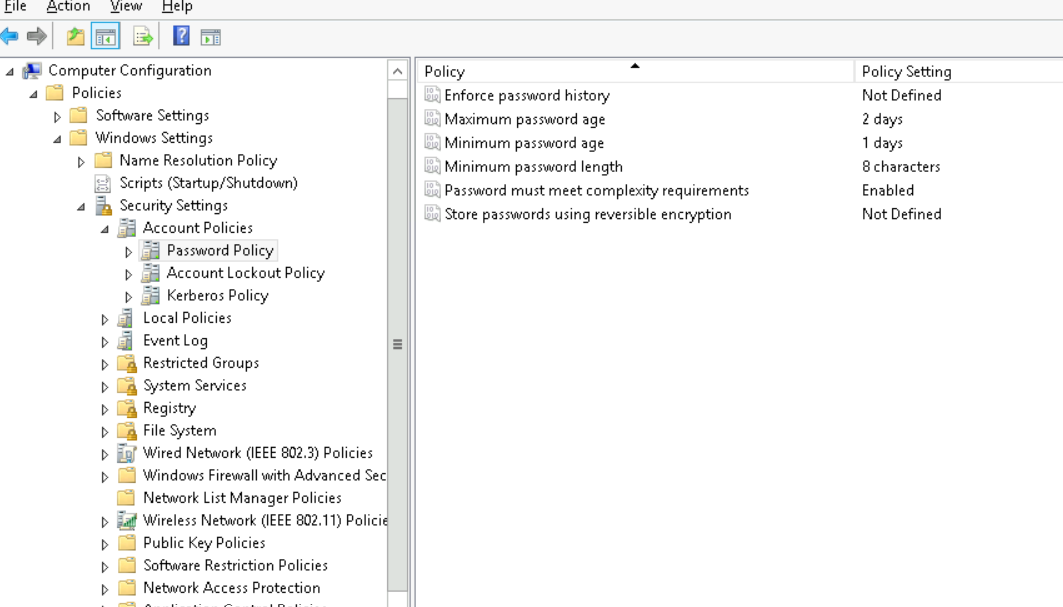 File Action View Help
Computer Configuration
Policies
Software Settings
Windows Settings
Name Resolution Policy
Scripts (Startup/Shutdown)
Security Settings
Account Policies
Password Policy
Account Lockout Policy
Kerberos Policy
Local Policies
Event Log
Restricted Groups
System Services
Registry
File System
Wired Network (IEEE 802.3) Policies
Windows Firewall with Advanced Sec
Network List Manager Policies
Wireless Network (IEEE 802.11) Policie
Public Key Policies
Software Restriction Policies
Network Access Protection
Application Control Policies
Policy Policy Setting
Enforce password history Not Defined
Maximum password age 2 days
Minimum password age 1 days
Minimum password length 8 characters
Password must meet complexity requirements Enabled
Store passwords using reversible encryption Not Defined